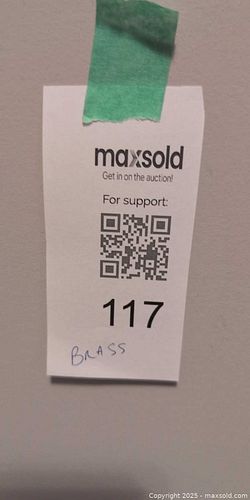 maxsold
Get in on the auction!
For support:
117
BRASS
Copyright 2025 - maxsold.com